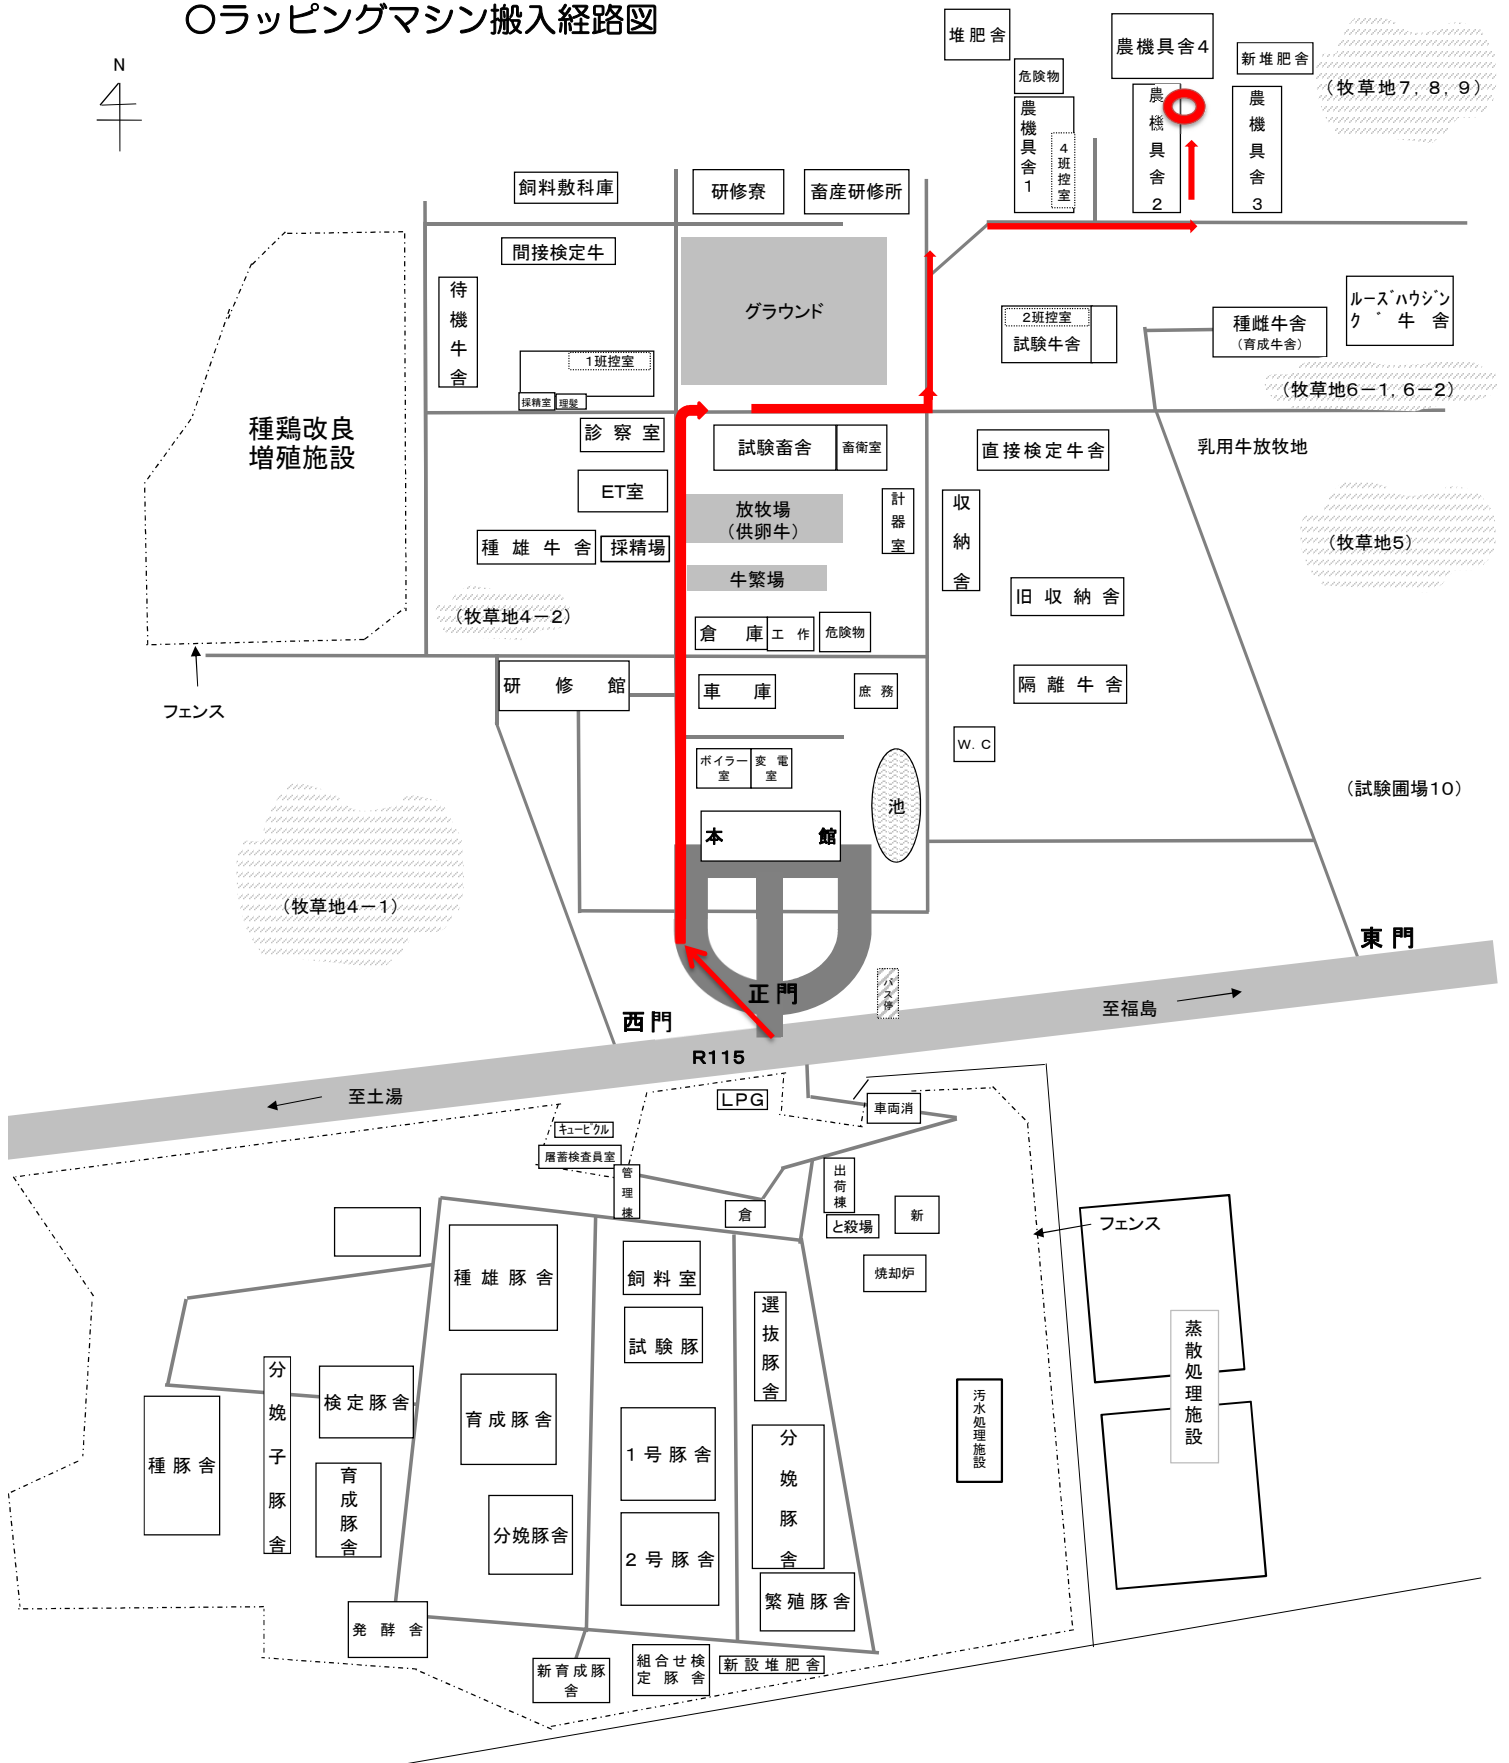 ○ラッピングマシン搬入経路図
N
堆肥舎
農機具舎4
新堆肥舎
危険物
(牧草地7, 8, 9)
農機具舎1
4班控室
農機具舎2
農機具舎3
飼料敷料庫
研修寮
畜産研修所
間接検定牛
待機牛舎
グラウンド
1班控室
採精室
理髪
2班控室
試験牛舎
種雌牛舎
(育成牛舎)
ルーズハウジン
グ 牛 舎
(牧草地6-1, 6-2)
種鶏改良
増殖施設
診察室
試験畜舎
畜衛室
直接検定牛舎
乳用牛放牧地
ET室
放牧場
(供卵牛)
計器室
収納舎
種雄牛舎
採精場
(牧草地5)
牛繋場
旧収納舎
(牧草地4-2)
倉庫
工作
危険物
研修館
車庫
庶務
隔離牛舎
フェンス
W.C
ボイラー
室
変電
室
池
(試験圃場10)
本館
(牧草地4-1)
東門
正門
バス停
西門
至福島
R115
至土湯
LPG
車両消
キュービクル
屠蓄検査員室
管理棟
出荷棟
倉
と殺場
新
フェンス
種雄豚舎
飼料室
焼却炉
選抜豚舎
試験豚
蒸散処理施設
分娩子豚舎
検定豚舎
育成豚舎
汚水処理施設
種豚舎
1号豚舎
分娩豚舎
育成豚舎
分娩豚舎
2号豚舎
繁殖豚舎
発酵舎
新育成豚
舎
組合せ検
定豚舎
新設堆肥舎